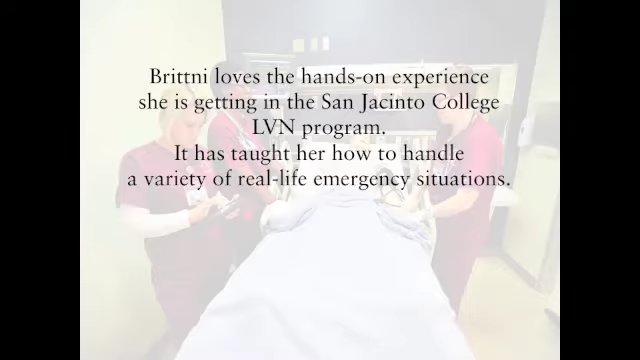 Brittni loves the hands-on experience
she is getting in the San Jacinto College
LVN program.
It has taught her how to handle
a variety of real-life emergency situations.